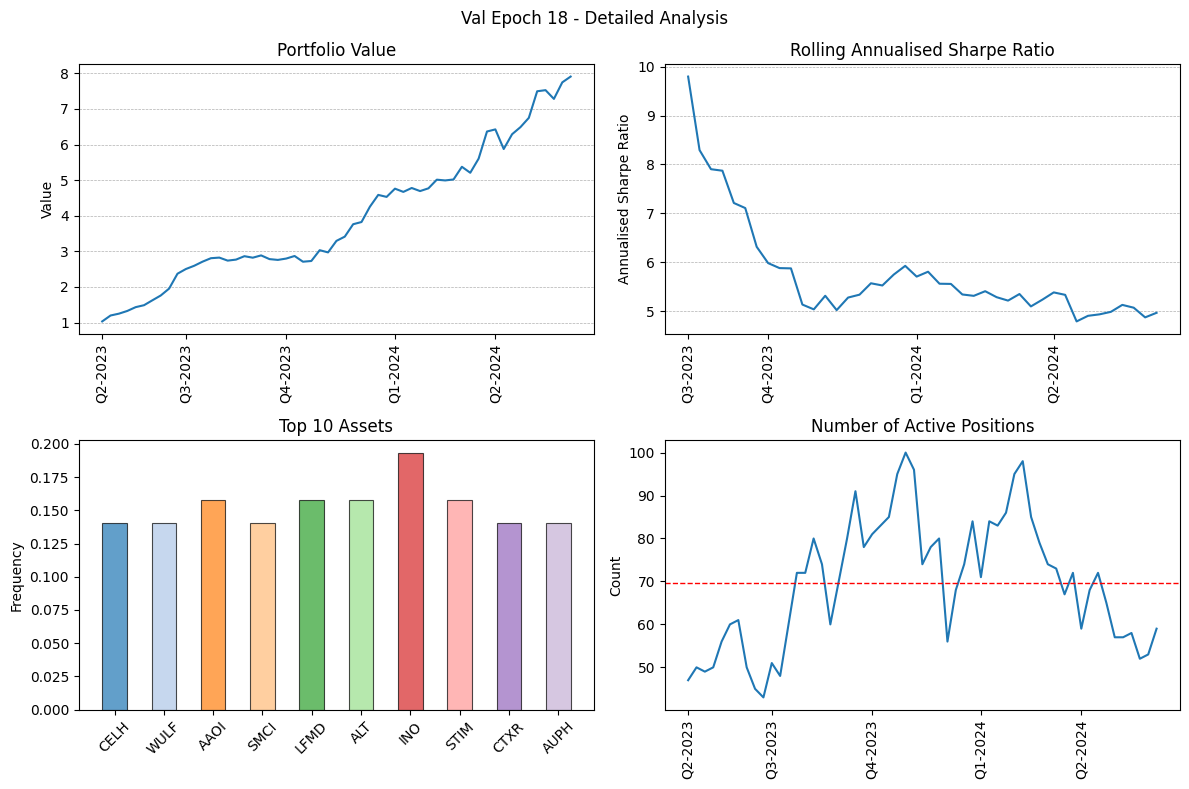 Val Epoch 18 - Detailed Analysis
Portfolio Value
Value
8
7
6
5
4
3
2
1
Q2-2023
Q3-2023
Q4-2023
Q1-2024
Q2-2024
Rolling Annualised Sharpe Ratio
Annualised Sharpe Ratio
10
9
8
7
6
5
Q3-2023
Q4-2023
Q1-2024
Q2-2024
Top 10 Assets
Frequency
0.200
0.175
0.150
0.125
0.100
0.075
0.050
0.025
0.000
CELH
WULF
AAOI
SMCI
LFMD
ALT
INO
STIM
CTXR
AUPH
Number of Active Positions
Count
100
90
80
70
60
50
Q2-2023
Q3-2023
Q4-2023
Q1-2024
Q2-2024